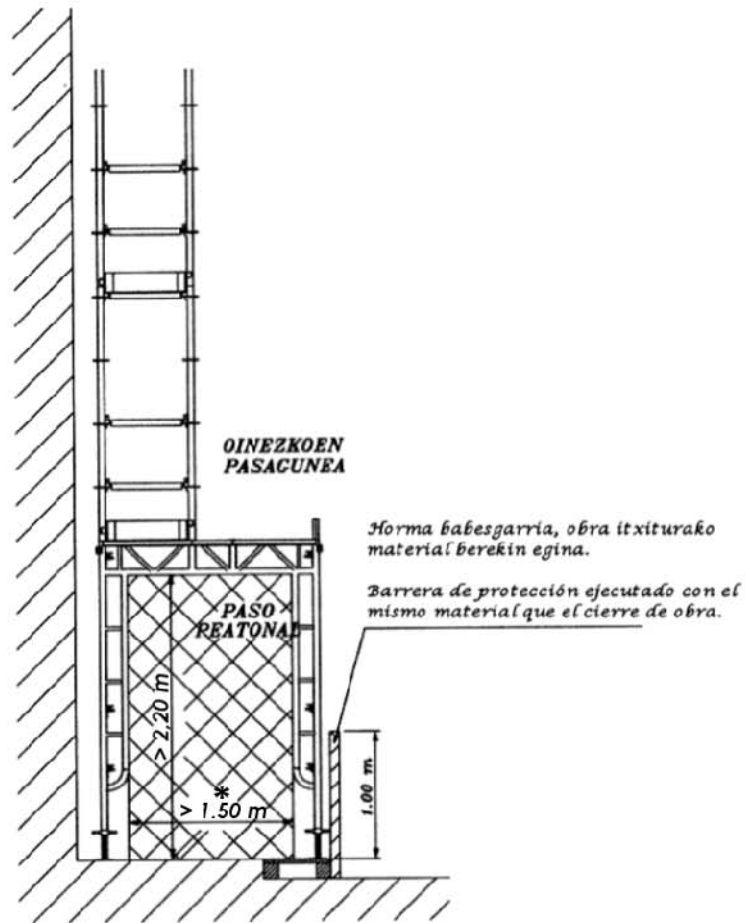 OINEZKOEN
PASAGUNEA
Horma babesgarria, obra itxiturako
material berekin egina.
Barrera de protección ejecutado con el
mismo material que el cierre de obra.
PASO
PEATONAL
> 2,20 m
*
> 1.50 m
1.00 m.